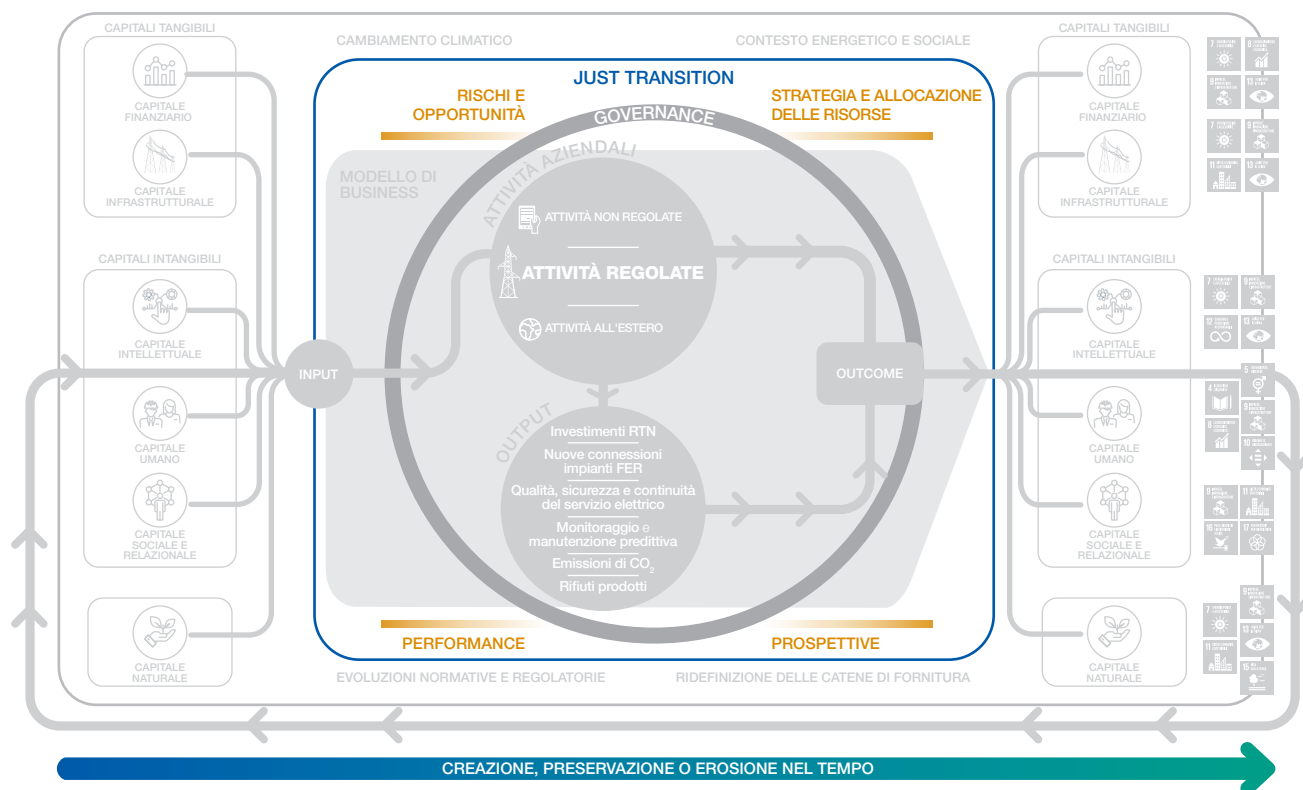 CAPITALI TANGIBILI
CAPITALE
FINANZIARIO
CAPITALE
INFRASTRUTTURALE
CAPITALI INTANGIBILI
CAPITALE
INTELLETTUALE
CAPITALE
UMANO
CAPITALE
SOCIALE E
RELAZIONALE
CAPITALE
NATURALE
CAMBIAMENTO CLIMATICO
CONTESTO ENERGETICO E SOCIALE
JUST TRANSITION
RISCHI E
OPPORTUNITÀ
STRATEGIA E ALLOCAZIONE
DELLE RISORSE
GOVERNANCE
MODELLO DI
BUSINESS
ATTIVITÀ AZIENDALI
ATTIVITÀ NON REGOLATE
ATTIVITÀ REGOLATE
ATTIVITÀ ALL'ESTERO
INPUT
OUTCOME
OUTPUT
Investimenti RTN
Nuove connessioni
impianti FER
Qualità, sicurezza e continuità
del servizio elettrico
Monitoraggio e
manutenzione predittiva
Emissioni di CO₂
Rifiuti prodotti
PERFORMANCE
PROSPETTIVE
EVOLUZIONI NORMATIVE E REGOLATORIE
RIDEFINIZIONE DELLE CATENE DI FORNITURA
CAPITALI TANGIBILI
CAPITALE
FINANZIARIO
CAPITALE
INFRASTRUTTURALE
CAPITALI INTANGIBILI
CAPITALE
INTELLETTUALE
CAPITALE
UMANO
CAPITALE
SOCIALE E
RELAZIONALE
CAPITALE
NATURALE
CREAZIONE, PRESERVAZIONE O EROSIONE NEL TEMPO